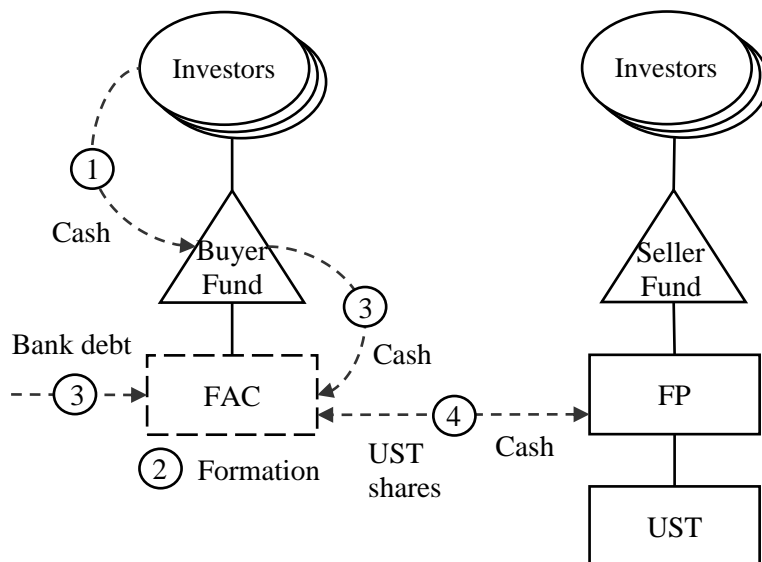 Investors
Investors
1
Cash
Buyer
Fund
Seller
Fund
3
Bank debt
Cash
3
FAC
FP
4
UST
shares
Cash
2 Formation
UST